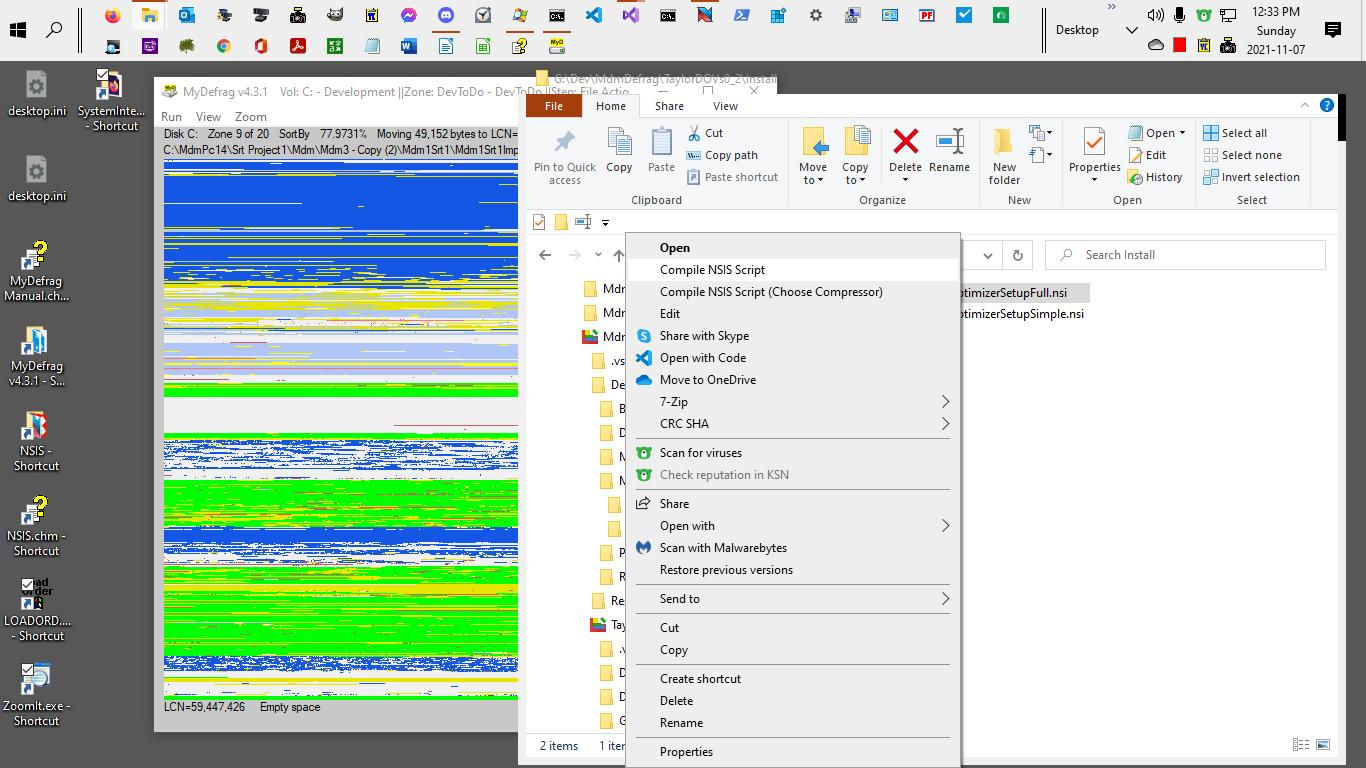 12:33 PM
Sunday
2021-11-07
Desktop
desktop.ini
SystemInte...
- Shortcut
desktop.ini
MyDefrag
Manual.ch...
MyDefrag
v4.3.1 - S...
NSIS -
Shortcut
NSIS.chm -
Shortcut
LOADORD....
- Shortcut
ZoomIt.exe -
Shortcut
MyDefrag v4.3.1 Vol: C: - Development ||Zone: DevToDo - DevToDo ||Step: File Actio...
Run View Zoom
Disk C: Zone 9 of 20 SortBy 77.9731% Moving 49,152 bytes to LCN=
C:\MdmPc14\Srt Project1\Mdm\Mdm3 - Copy (2)\Mdm1Srt1\Mdm1Srt1Imp
LCN=59,447,426 Empty space
G:\Dev\MdmDefrag\TaylorDOVs0_2\Install
File Home Share View
Pin to Quick
access
Copy
Paste
Cut
Copy path
Paste shortcut
Clipboard
Move
to
Copy
to
Delete
Rename
Organize
New
folder
New
Properties
Open
Edit
History
Open
Select all
Select none
Invert selection
Select
Search Install
Mdm
Mdm
Mdm
.vs
De
B
D
M
M
P
R
Re
Tay
.v
D
D
G
ptimizerSetupFull.nsi
ptimizerSetupSimple.nsi
Open
Compile NSIS Script
Compile NSIS Script (Choose Compressor)
Edit
Share with Skype
Open with Code
Move to OneDrive
7-Zip
CRC SHA
Scan for viruses
Check reputation in KSN
Share
Open with
Scan with Malwarebytes
Restore previous versions
Send to
Cut
Copy
Create shortcut
Delete
Rename
Properties
2 items 1 iter